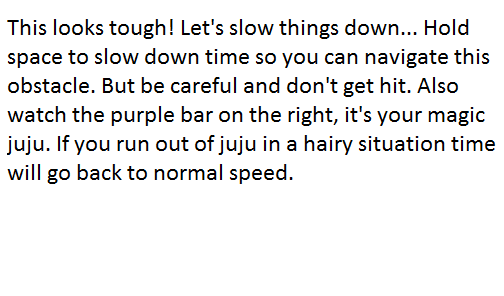 This looks tough! Let's slow things down... Hold
space to slow down time so you can navigate this
obstacle. But be careful and don't get hit. Also
watch the purple bar on the right, it's your magic
juju. If you run out of juju in a hairy situation time
will go back to normal speed.